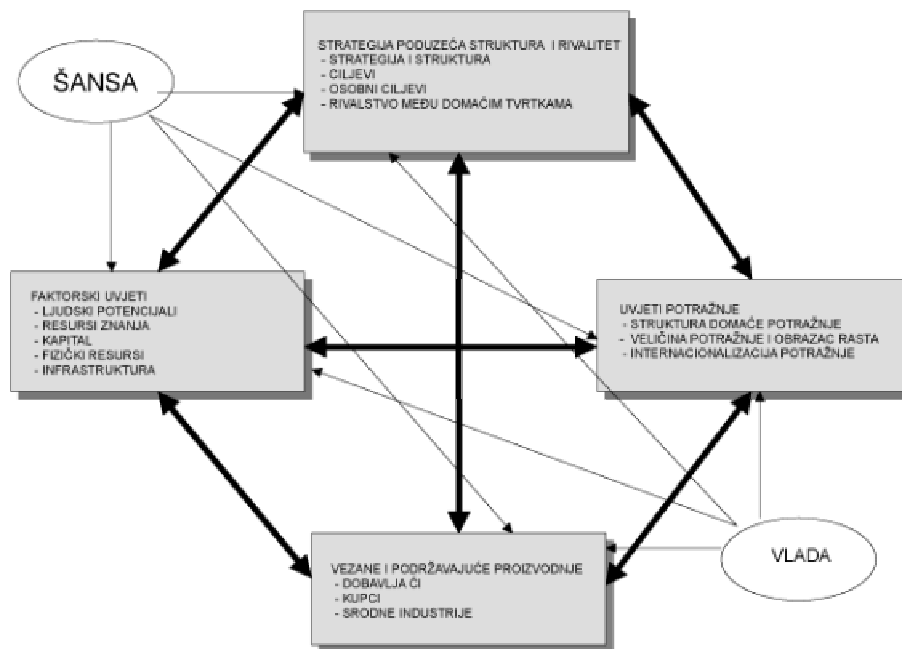 STRATEGIJA PODUZEĆA STRUKTURA I RIVALITET
- STRATEGIJA I STRUKTURA
- CILJEVI
- OSOBNI CILJEVI
- RIVALSTVO MEĐU DOMAĆIM TVRTKAMA
ŠANSA
FAKTORSKI UVJETI
- LJUDSKI POTENCIJALI
- RESURSI ZNANJA
- KAPITAL
- FIZIČKI RESURSI
- INFRASTRUKTURA
UVJETI POTRAŽNJE
- STRUKTURA DOMAĆE POTRAŽNJE
- VELIČINA POTRAŽNJE I OBRAZAC RASTA
- INTERNACIONALIZACIJA POTRAŽNJE
VEZANE I PODRŽAVAJUĆE PROIZVODNJE
- DOBAVLJA ČI
- KUPCI
- SRODNE INDUSTRIJE
VLADA